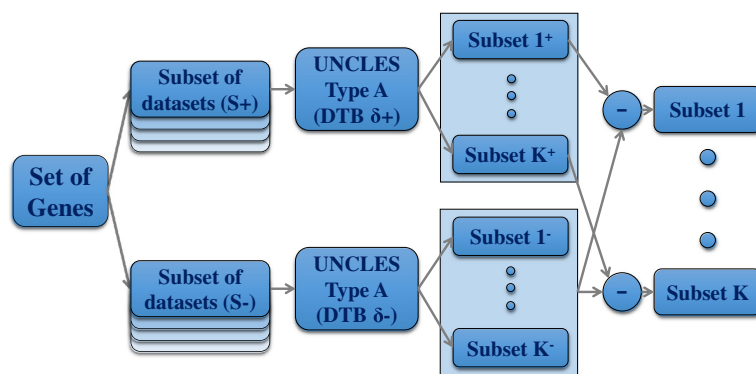 Set of
Genes
Subset of
datasets (S+)
UNCLES
Type A
(DTB δ+)
Subset 1⁺
Subset K⁺
-
Subset 1
Subset of
datasets (S-)
UNCLES
Type A
(DTB δ-)
Subset 1⁻
Subset K⁻
-
Subset K